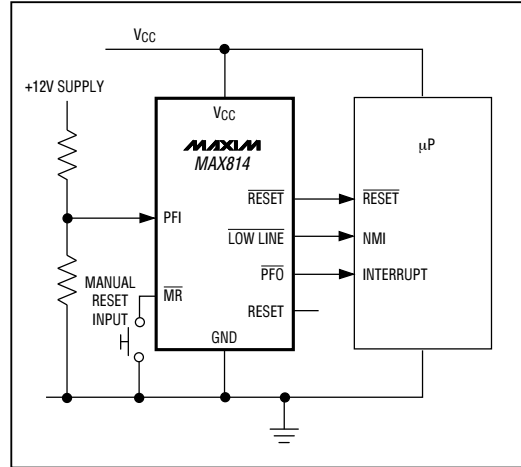 VCC
+12V SUPPLY
VCC
MAXIM
MAX814
μP
RESET
RESET
PFI
LOW LINE
NMI
PFO
INTERRUPT
MANUAL
RESET
INPUT
MR
RESET
GND